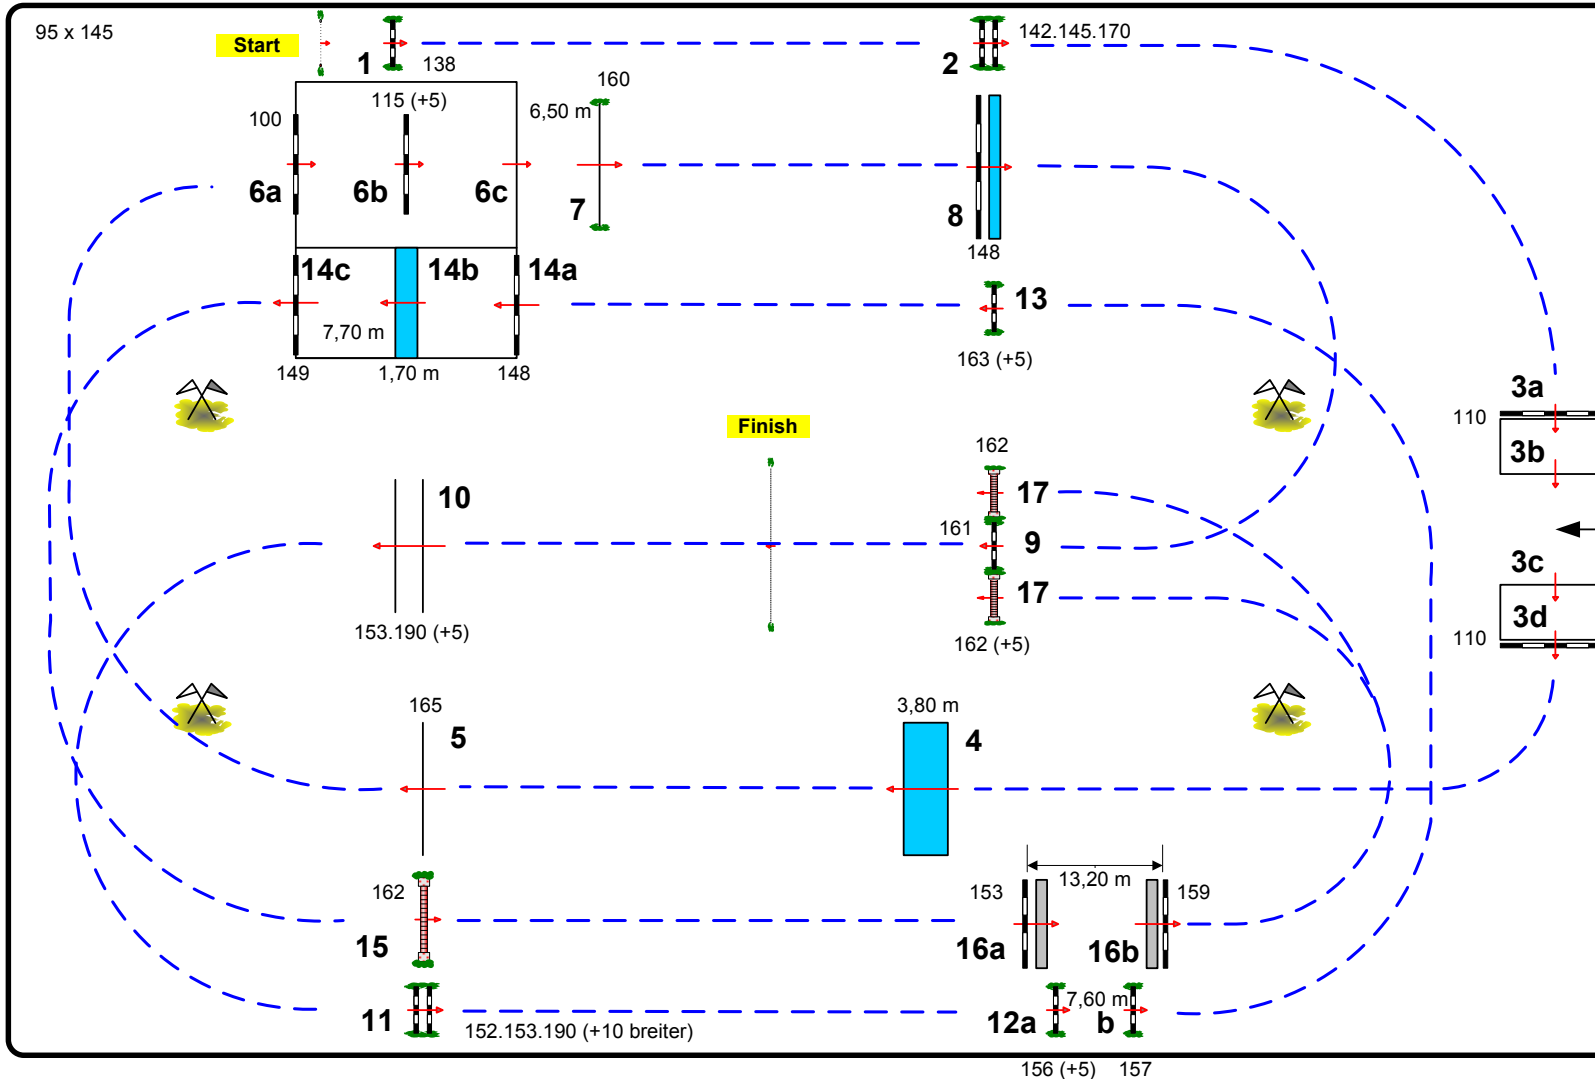 95 x 145
Start
1
138
2
142.145.170
115 (+5)
160
100
6,50 m
6a
6b
6c
7
8
148
14c
14b
14a
13
7,70 m
149
1,70 m
148
163 (+5)
3a
110
3b
Finish
162
10
17
161
9
3c
17
3d
153.190 (+5)
162 (+5)
110
165
5
3,80 m
4
13,20 m
162
153
159
15
16a
16b
7,60 m
11
152.153.190 (+10 breiter)
12a
b
156 (+5)
157